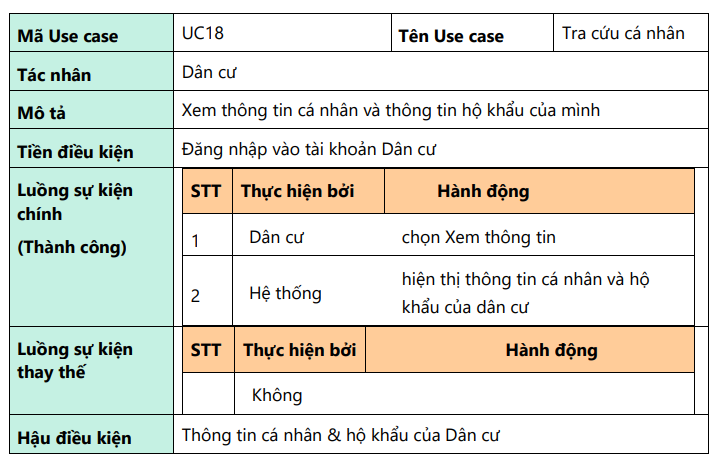 Mã Use case UC18 Tên Use case Tra cứu cá nhân
Tác nhân Dân cư
Mô tả Xem thông tin cá nhân và thông tin hộ khẩu của mình
Tiền điều kiện Đăng nhập vào tài khoản Dân cư
Luồng sự kiện
chính
(Thành công)
STT Thực hiện bởi Hành động
1 Dân cư chọn Xem thông tin
2 Hệ thống hiện thị thông tin cá nhân và hộ
khẩu của dân cư
Luồng sự kiện
thay thế
STT Thực hiện bởi Hành động
Không
Hậu điều kiện Thông tin cá nhân & hộ khẩu của Dân cư